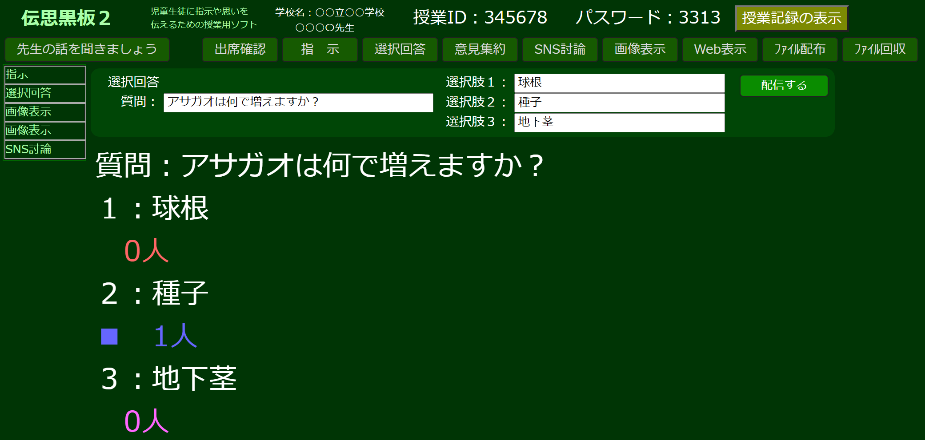 伝思黒板２
児童生徒に指示や思いを
伝えるための授業用ソフト
学校名：〇〇立〇〇学校
〇〇〇〇先生
授業ID：345678
パスワード：3313
授業記録の表示
先生の話を聞きましょう
出席確認
指　示
選択回答
意見集約
SNS討論
画像表示
Web表示
ﾌｧｲﾙ配布
ﾌｧｲﾙ回収
指示
選択回答
画像表示
画像表示
SNS討論
選択回答
質問： アサガオは何で増えますか？
選択肢１： 球根
選択肢２： 種子
選択肢３： 地下茎
配信する
質問：アサガオは何で増えますか？
１：球根
0人
２：種子
■　1人
３：地下茎
0人